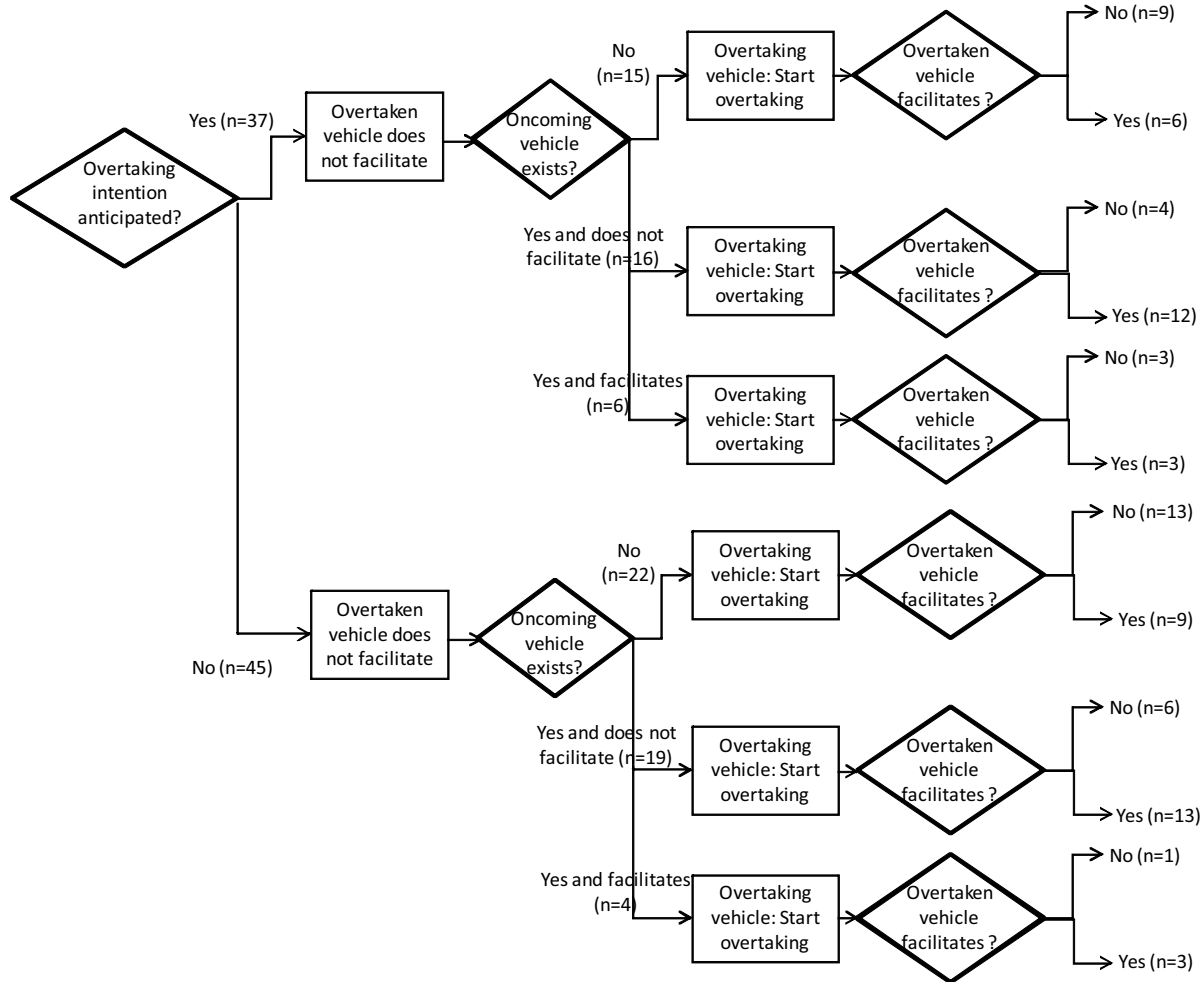 Overtaking
intention
anticipated?
Yes (n=37)
Overtaken
vehicle does
not facilitate
Oncoming
vehicle
exists?
No
(n=15)
Overtaking
vehicle: Start
overtaking
Overtaken
vehicle
facilitates ?
No (n=9)
Yes (n=6)
Yes and does not
facilitate (n=16)
Overtaking
vehicle: Start
overtaking
Overtaken
vehicle
facilitates ?
No (n=4)
Yes (n=12)
Yes and facilitates
(n=6)
Overtaking
vehicle: Start
overtaking
Overtaken
vehicle
facilitates ?
No (n=3)
Yes (n=3)
No (n=45)
Overtaken
vehicle does
not facilitate
Oncoming
vehicle
exists?
No
(n=22)
Overtaking
vehicle: Start
overtaking
Overtaken
vehicle
facilitates ?
No (n=13)
Yes (n=9)
Yes and does not
facilitate (n=19)
Overtaking
vehicle: Start
overtaking
Overtaken
vehicle
facilitates ?
No (n=6)
Yes (n=13)
Yes and facilitates
(n=4)
Overtaking
vehicle: Start
overtaking
Overtaken
vehicle
facilitates ?
No (n=1)
Yes (n=3)